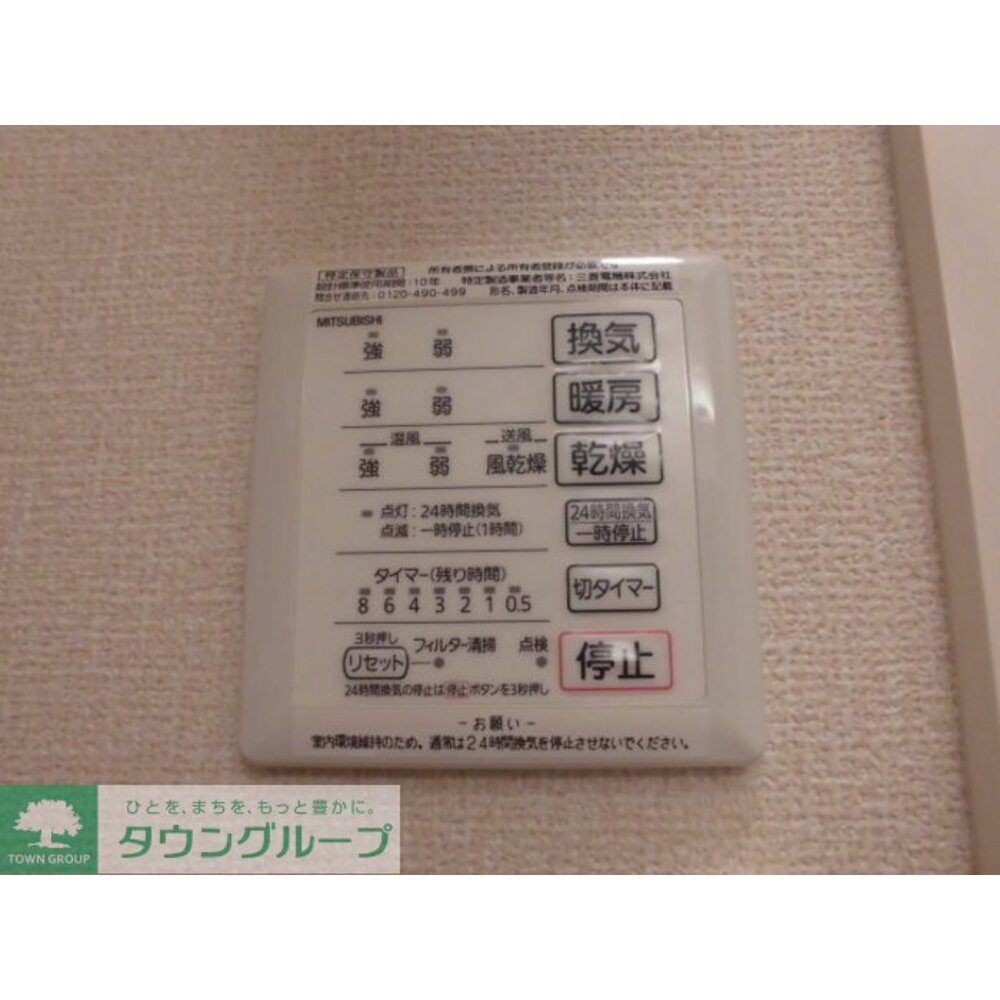 特定保守製品 所有者票による所有者登録が必要です
設計標準使用期間：10年 特定製造事業者等名：三菱電機株式会社
問合せ連絡先：0120-490-499 形名、製造年月、点検期間は本体に記載
MITSUBISHI
強 弱 換気
強 弱 暖房
温風 送風
強 弱 風乾燥 乾燥
点灯：24時間換気
点滅：一時停止(1時間)
24時間換気
一時停止
タイマー(残り時間)
8 6 4 3 2 1 0.5
切タイマー
3秒押し
リセット フィルター清掃 点検
停止
24時間換気の停止は停止ボタンを3秒押し
-お願い-
室内環境維持のため、通常は24時間換気を停止させないでください。
ひとを、まちを、もっと豊かに。
タウングループ
TOWN GROUP